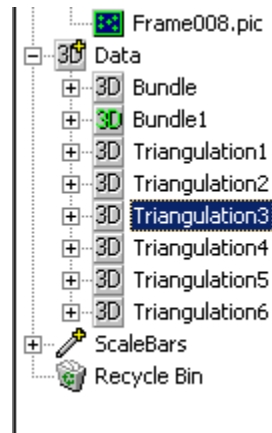 Frame008.pic
3D Data
3D Bundle
3D Bundle1
3D Triangulation1
3D Triangulation2
3D Triangulation3
3D Triangulation4
3D Triangulation5
3D Triangulation6
ScaleBars
Recycle Bin